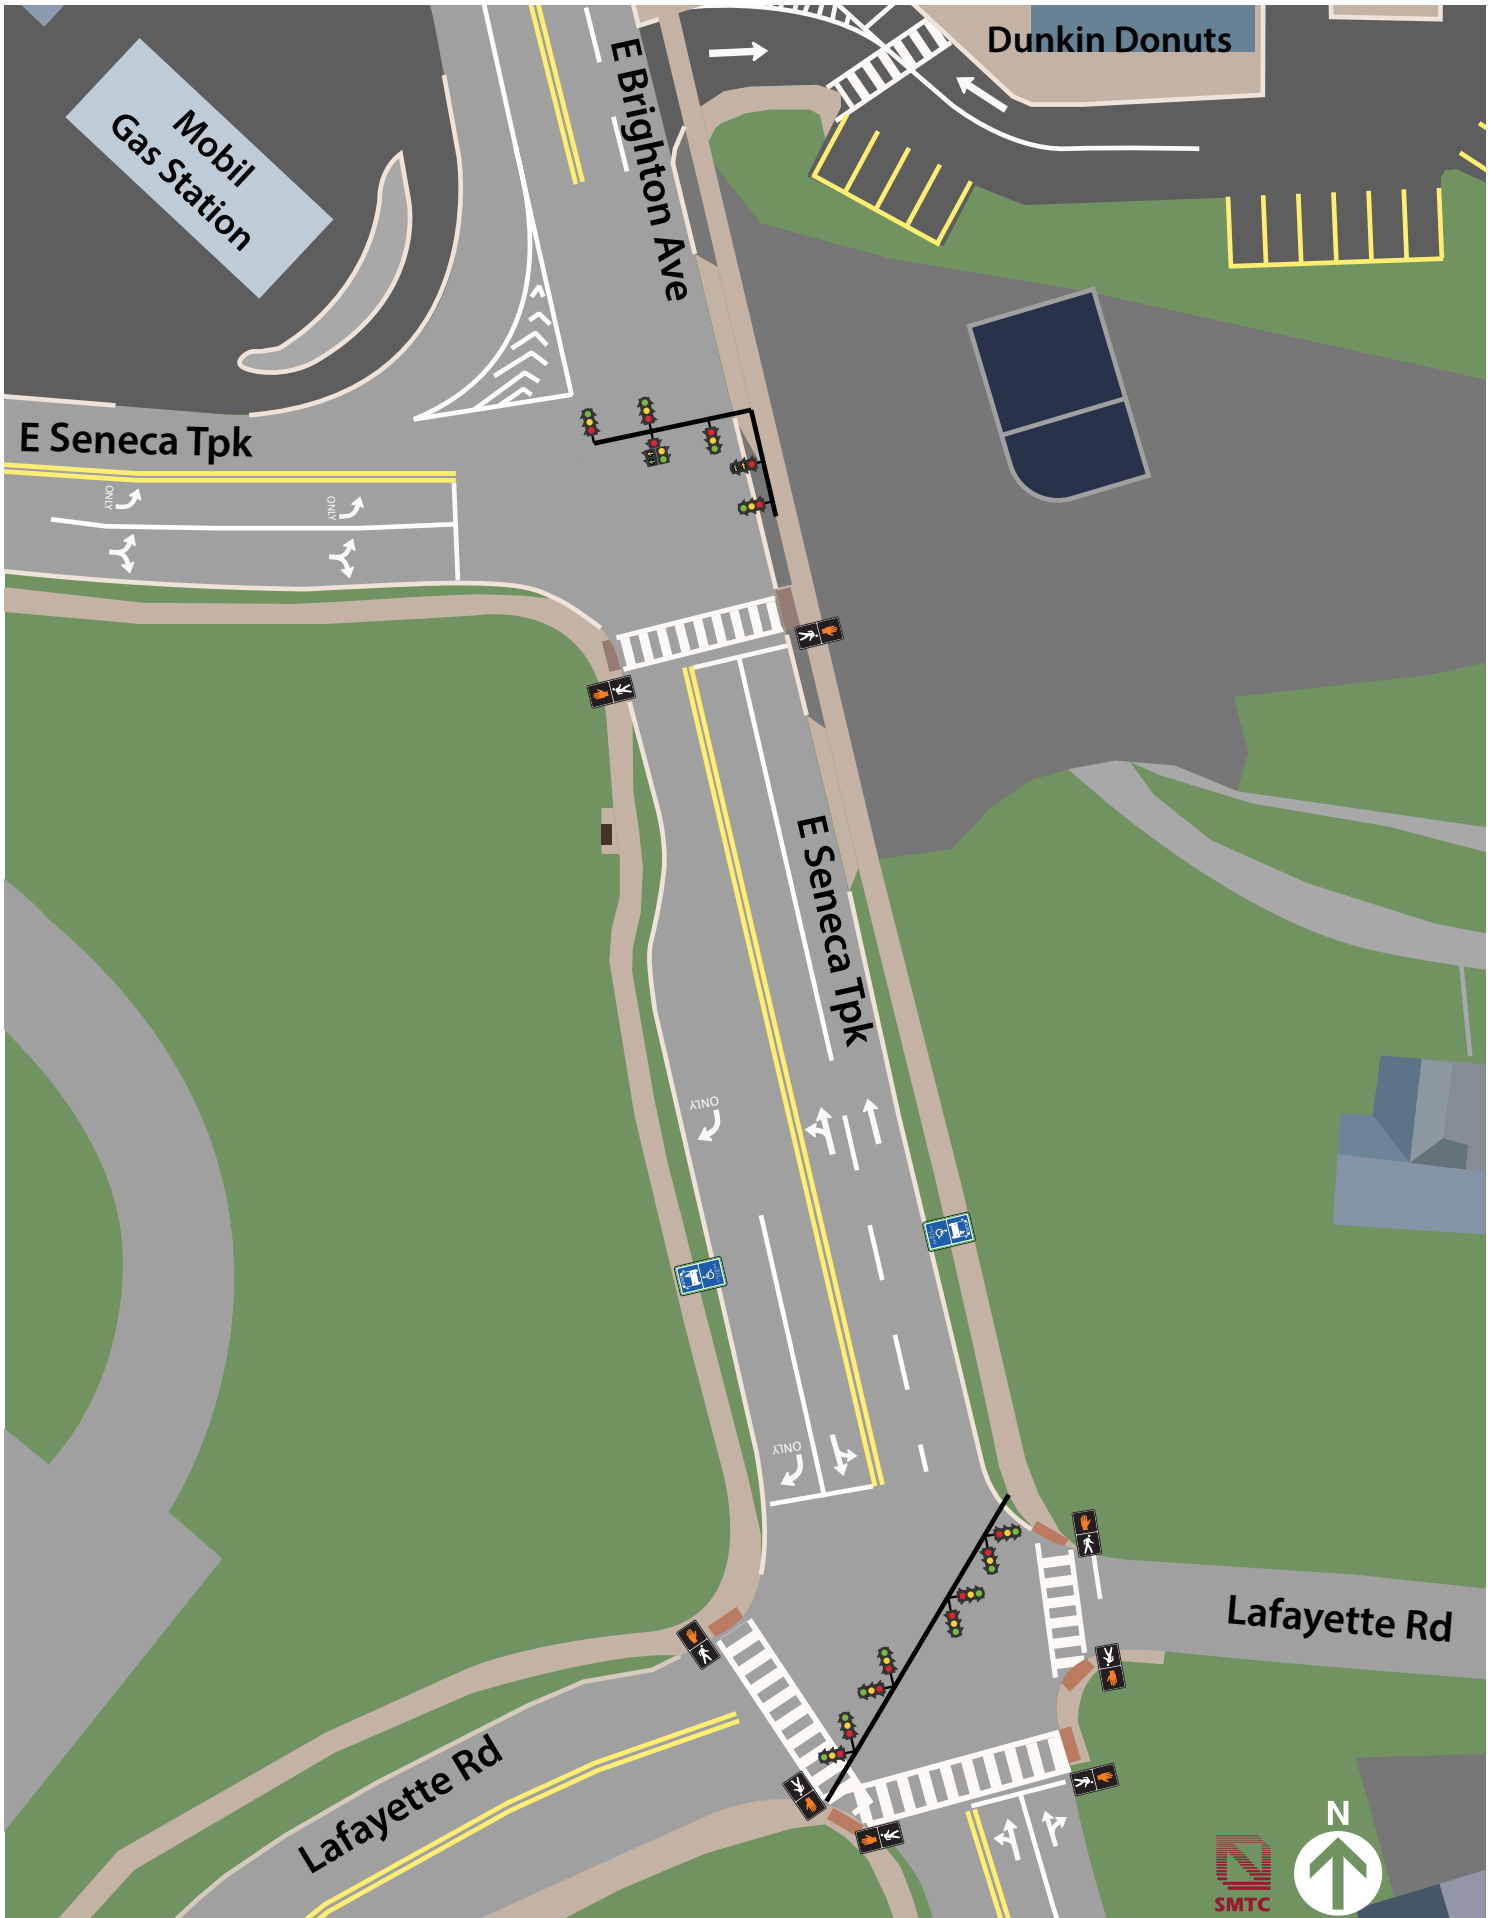 Dunkin Donuts
E Brighton Ave
Mobil
Gas Station
E Seneca Tpk
ONLY
ONLY
E Seneca Tpk
ONLY
ONLY
Lafayette Rd
Lafayette Rd
N
SMTC